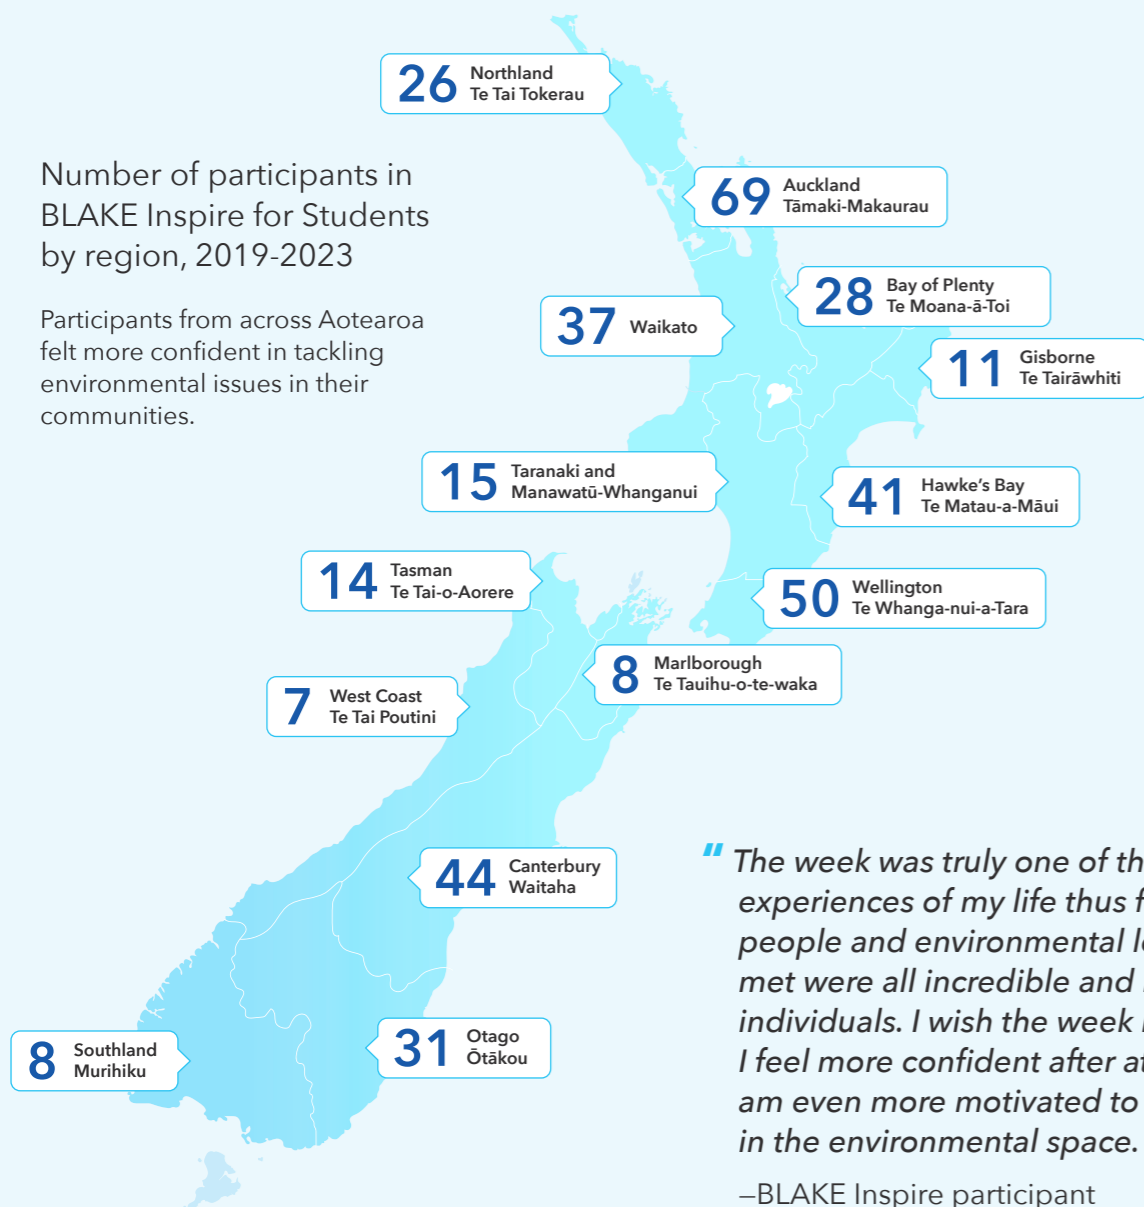 Number of participants in
BLAKE Inspire for Students
by region, 2019-2023
Participants from across Aotearoa
felt more confident in tackling
environmental issues in their
communities.
26 Northland
Te Tai Tokerau
69 Auckland
Tāmaki-Makaurau
28 Bay of Plenty
Te Moana-ā-Toi
37 Waikato
11 Gisborne
Te Tairāwhiti
15 Taranaki and
Manawatū-Whanganui
41 Hawke's Bay
Te Matau-a-Māui
14 Tasman
Te Tai-o-Aorere
50 Wellington
Te Whanga-nui-a-Tara
8 Marlborough
Te Tauihu-o-te-waka
7 West Coast
Te Tai Poutini
44 Canterbury
Waitaha
31 Otago
Ōtākou
8 Southland
Murihiku
" The week was truly one of th
experiences of my life thus f
people and environmental l
met were all incredible and
individuals. I wish the week
I feel more confident after at
am even more motivated to
in the environmental space.
–BLAKE Inspire participant